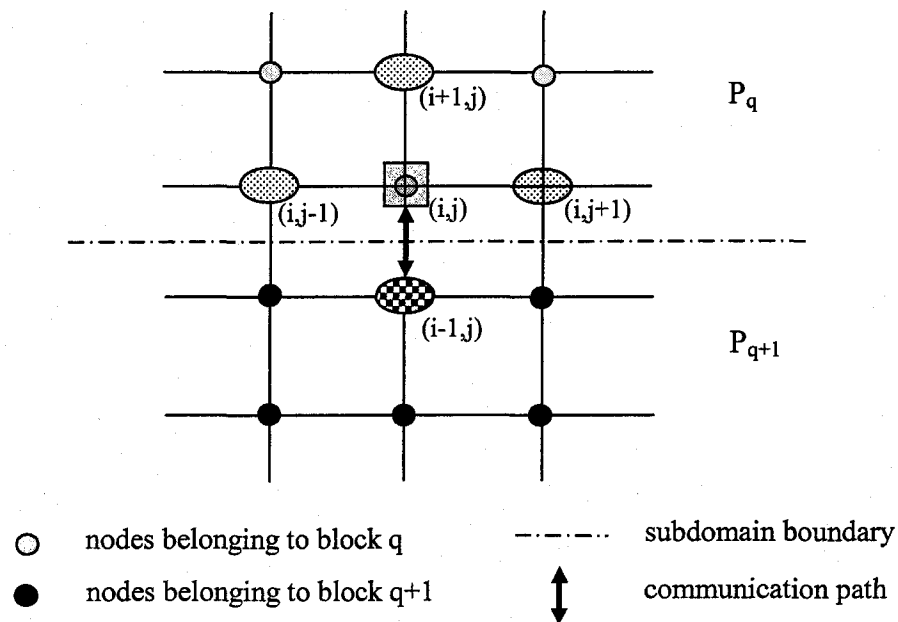 P_q
(i+1,j)
(i,j-1)
(i,j)
(i,j+1)
(i-1,j)
P_{q+1}
nodes belonging to block q
subdomain boundary
nodes belonging to block q+1
communication path